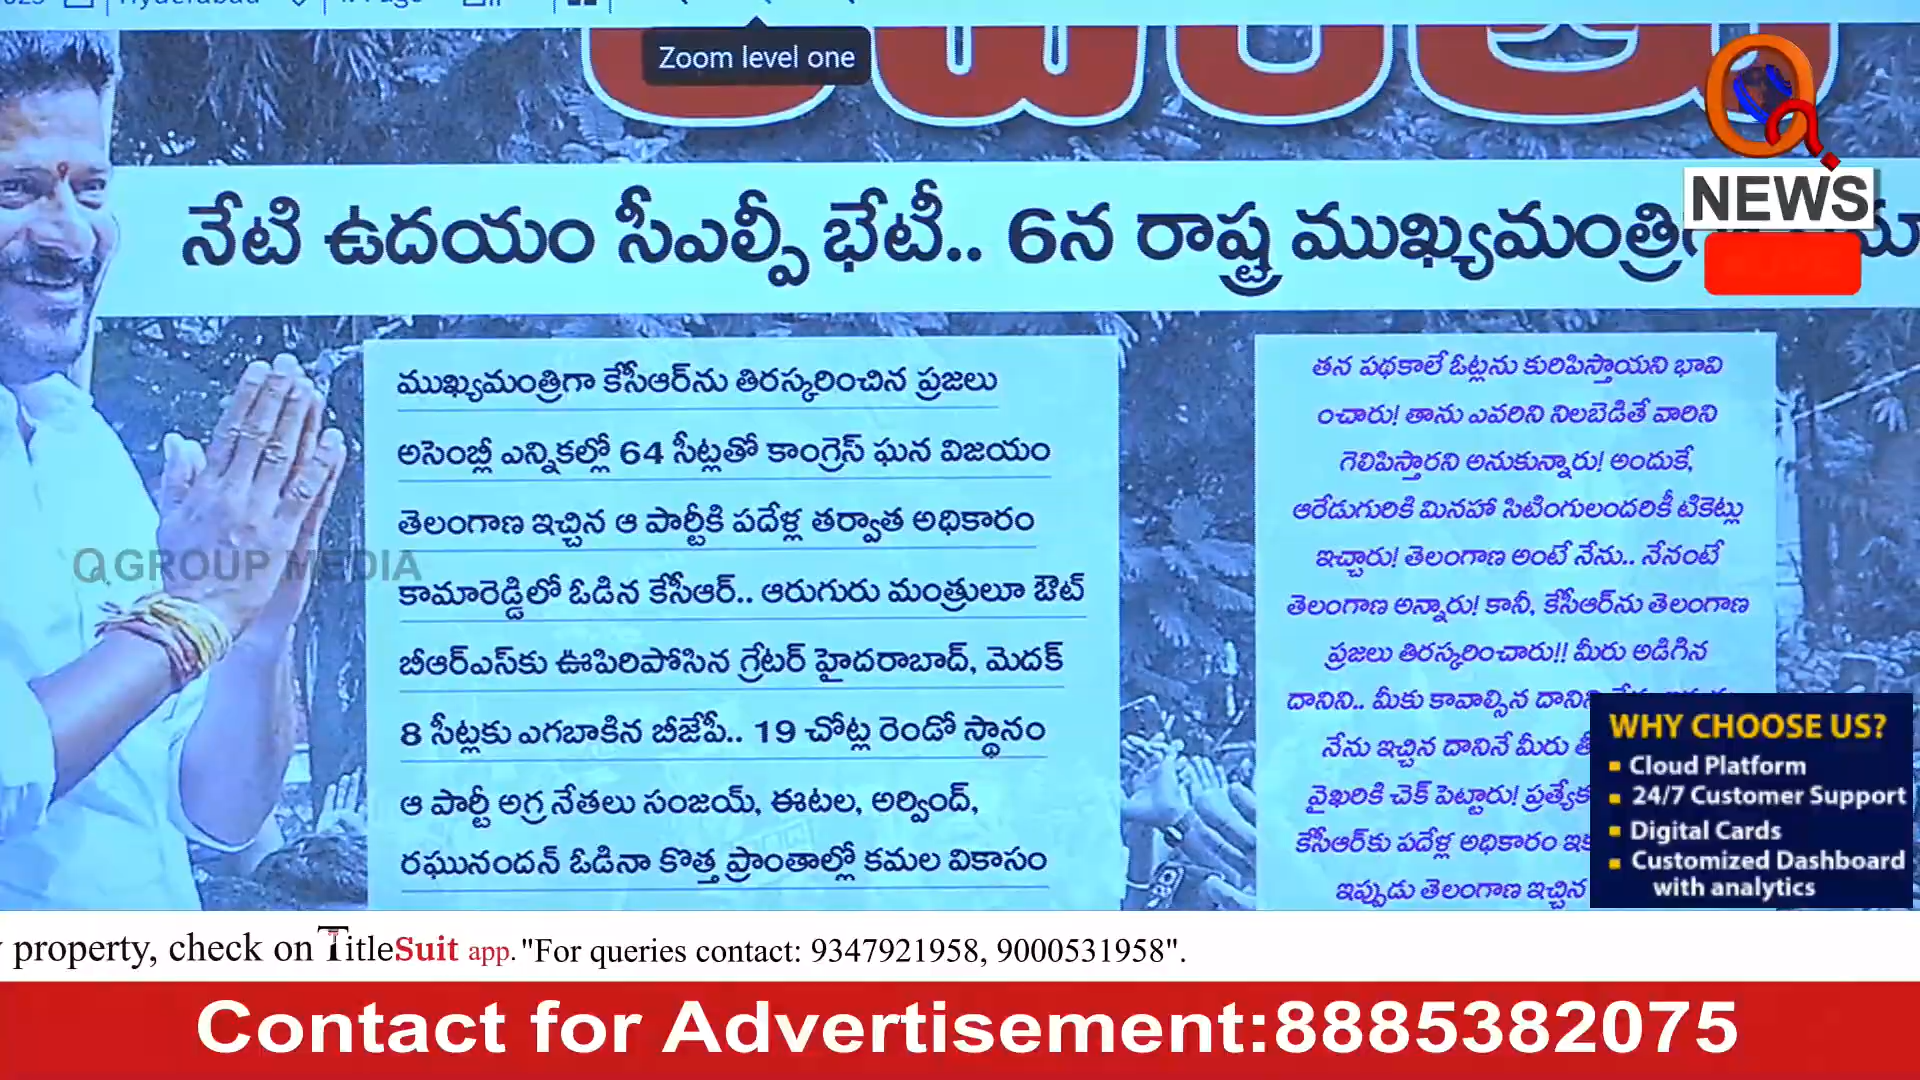 Zoom level one
NEWS
నేటి ఉదయం సీఎల్పీ భేటీ.. 6న రాష్ట్ర
ముఖ్యమంత్రిగా కేసీఆర్‌ను తిరస్కరించిన ప్రజలు
అసెంబ్లీ ఎన్నికల్లో 64 సీట్లతో కాంగ్రెస్ ఘన విజయం
తెలంగాణ ఇచ్చిన ఆ పార్టీకి పదేళ్ల తర్వాత అధికారం
కామారెడ్డిలో ఓడిన కేసీఆర్.. ఆరుగురు మంత్రులూ ఔట్
బీఆర్ఎస్‌కు ఊపిరిపోసిన గ్రేటర్ హైదరాబాద్, మెదక్
8 సీట్లకు ఎగబాకిన బీజేపీ.. 19 చోట్ల రెండో స్థానం
ఆ పార్టీ అగ్ర నేతలు సంజయ్, ఈటల, అర్వింద్,
రఘునందన్ ఓడినా కొత్త ప్రాంతాల్లో కమల వికాసం
తన పథకాలే ఓట్లను కురిపిస్తాయని భావి
ంచారు! తాను ఎవరిని నిలబెడితే వారిని
గెలిపిస్తారని అనుకున్నారు! అందుకే,
ఆరేడుగురికి మినహా సిటింగులందరికీ టికెట్లు
ఇచ్చారు! తెలంగాణ అంటే నేను.. నేనంటే
తెలంగాణ అన్నారు! కానీ, కేసీఆర్‌ను తెలంగాణ
ప్రజలు తిరస్కరించారు!! మీరు అడిగిన
దానిని.. మీకు కావాల్సిన దానిని
నేను ఇచ్చిన దానినే మీరు
వైఖరికి చెక్ పెట్టారు!
కేసీఆర్‌కు పదేళ్ల అధికారం
ఇప్పుడు తెలంగాణ ఇచ్చిన
Q GROUP MEDIA
WHY CHOOSE US?
Cloud Platform
24/7 Customer Support
Digital Cards
Customized Dashboard
with analytics
property, check on TitleSuit app. "For queries contact: 9347921958, 9000531958".
Contact for Advertisement:8885382075